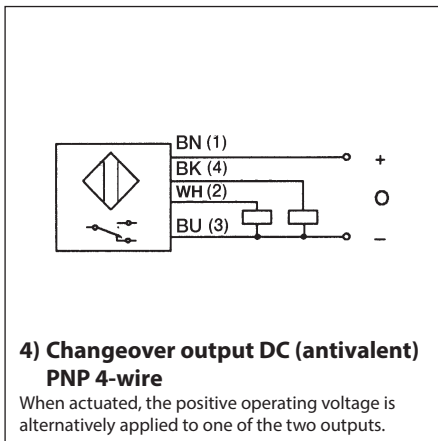 BN (1)
+
BK (4)
WH (2)
O
BU (3)
–
4) Changeover output DC (antivalent)
PNP 4-wire
When actuated, the positive operating voltage is
alternatively applied to one of the two outputs.